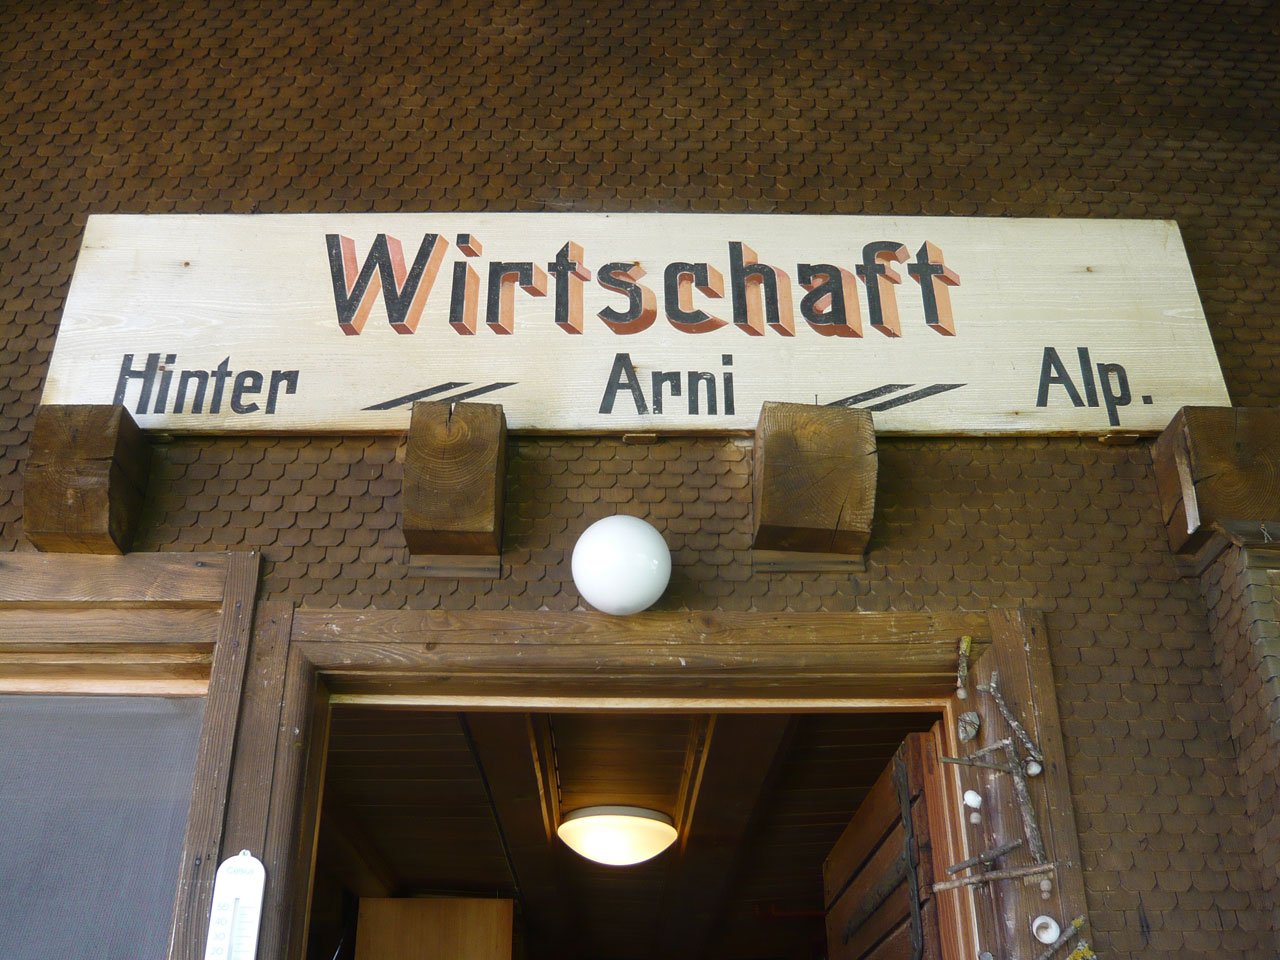 Wirtschaft
Hinter Arni Alp.